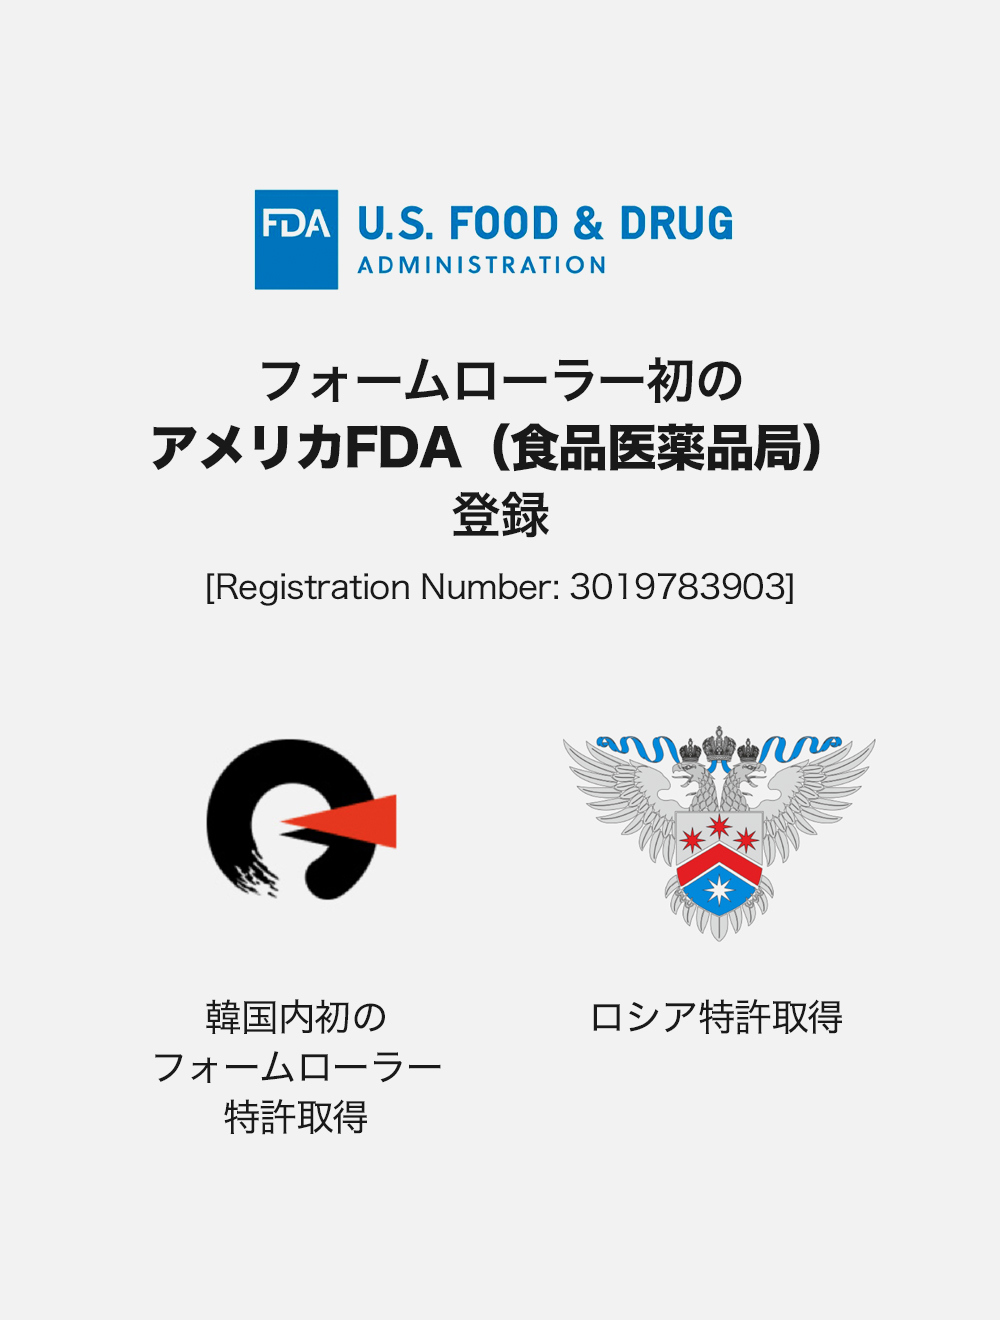 FDA
U.S. FOOD & DRUG
ADMINISTRATION
フォームローラー初の
アメリカFDA（食品医薬品局）
登録
[Registration Number: 3019783903]
韓国内初の
フォームローラー
特許取得
ロシア特許取得